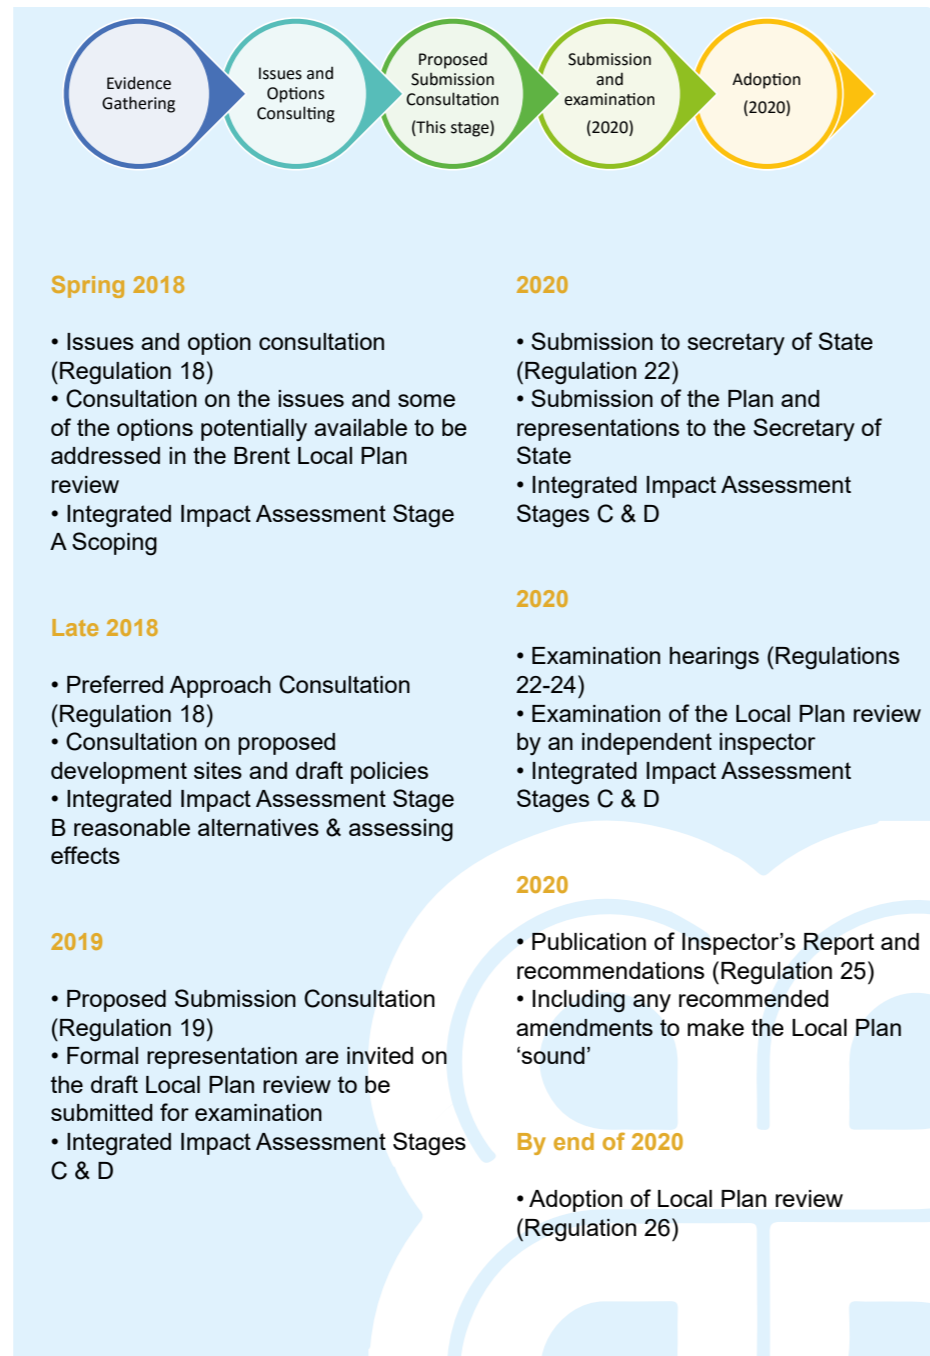 Evidence
Gathering
Issues and
Options
Consulting
Proposed
Submission
Consultation
(This stage)
Submission
and
examination
(2020)
Adoption
(2020)
Spring 2018
• Issues and option consultation
(Regulation 18)
• Consultation on the issues and some
of the options potentially available to be
addressed in the Brent Local Plan
review
• Integrated Impact Assessment Stage
A Scoping
Late 2018
• Preferred Approach Consultation
(Regulation 18)
• Consultation on proposed
development sites and draft policies
• Integrated Impact Assessment Stage
B reasonable alternatives & assessing
effects
2019
• Proposed Submission Consultation
(Regulation 19)
• Formal representation are invited on
the draft Local Plan review to be
submitted for examination
• Integrated Impact Assessment Stages
C & D
2020
• Submission to secretary of State
(Regulation 22)
• Submission of the Plan and
representations to the Secretary of
State
• Integrated Impact Assessment
Stages C & D
2020
• Examination hearings (Regulations
22-24)
• Examination of the Local Plan review
by an independent inspector
• Integrated Impact Assessment
Stages C & D
2020
• Publication of Inspector’s Report and
recommendations (Regulation 25)
• Including any recommended
amendments to make the Local Plan
‘sound’
By end of 2020
• Adoption of Local Plan review
(Regulation 26)